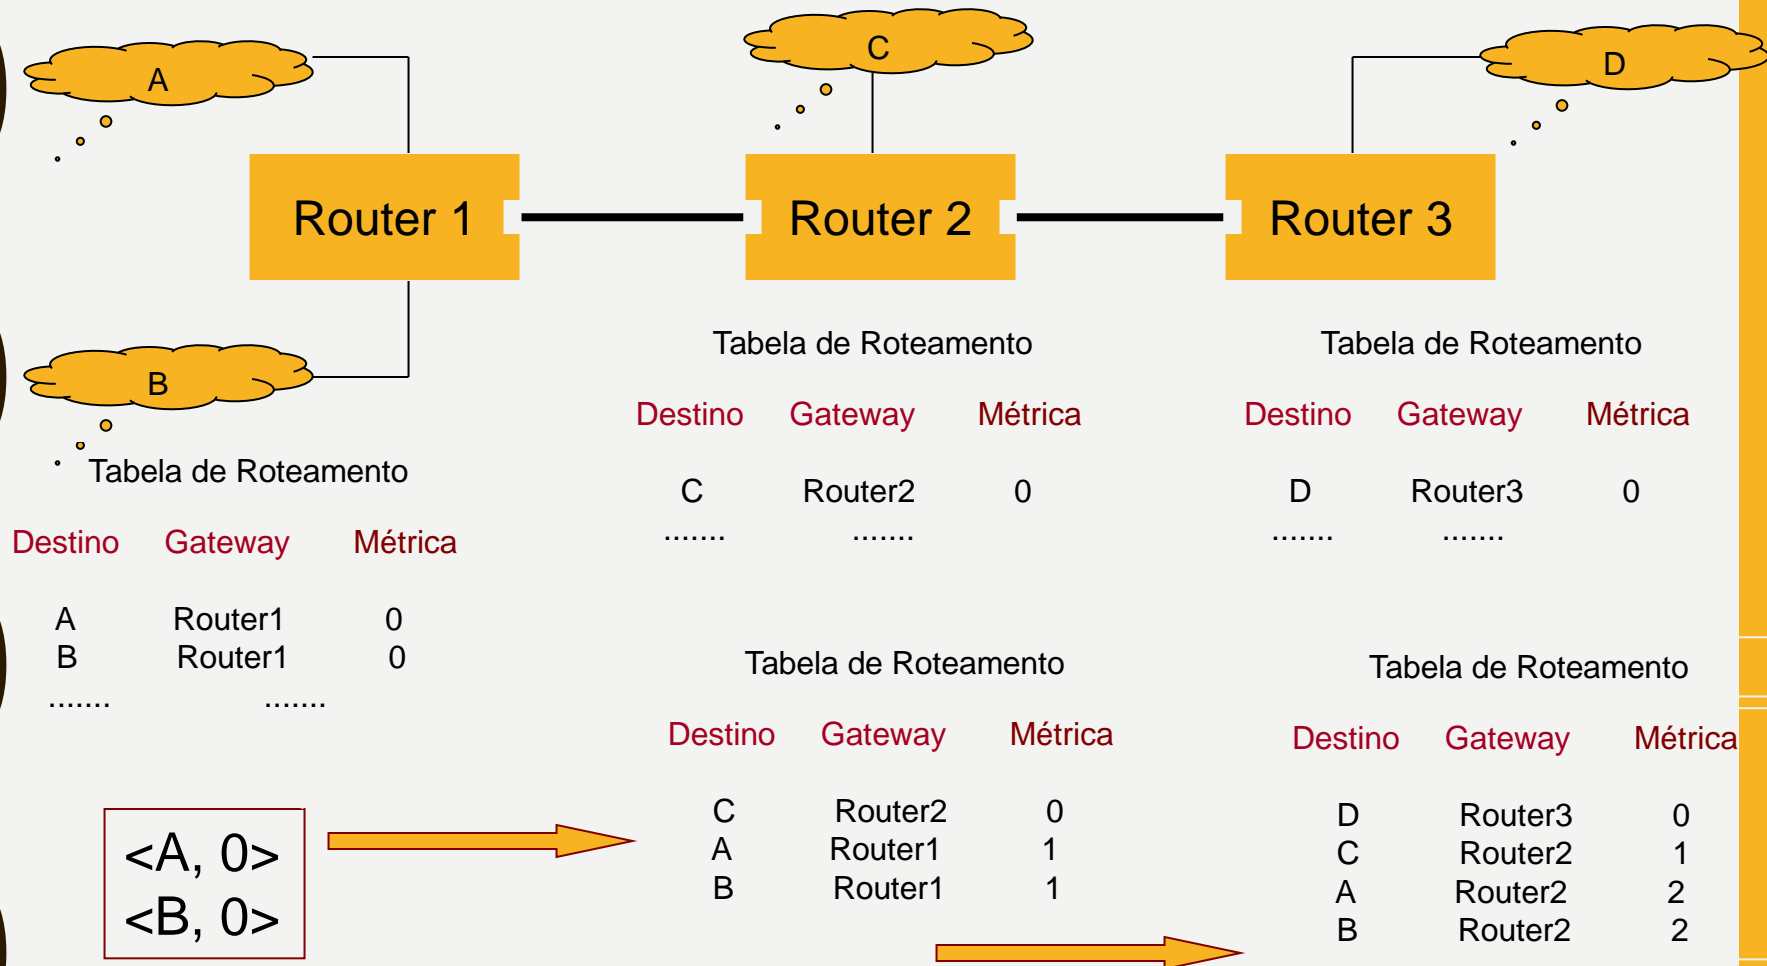 A
C
D
Router 1
Router 2
Router 3
B
Tabela de Roteamento
Destino Gateway Métrica
A Router1 0
B Router1 0
....... .......
Tabela de Roteamento
Destino Gateway Métrica
C Router2 0
....... .......
Tabela de Roteamento
Destino Gateway Métrica
D Router3 0
....... .......
<A, 0>
<B, 0>
Tabela de Roteamento
Destino Gateway Métrica
C Router2 0
A Router1 1
B Router1 1
Tabela de Roteamento
Destino Gateway Métrica
D Router3 0
C Router2 1
A Router2 2
B Router2 2